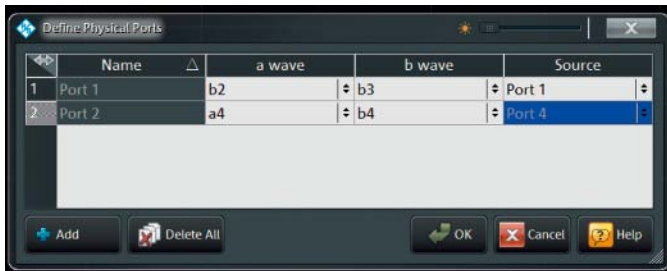 Define Physical Ports
Name a wave b wave Source
1 Port 1 b2 b3 Port 1
2 Port 2 a4 b4 Port 4
Add Delete All OK Cancel Help